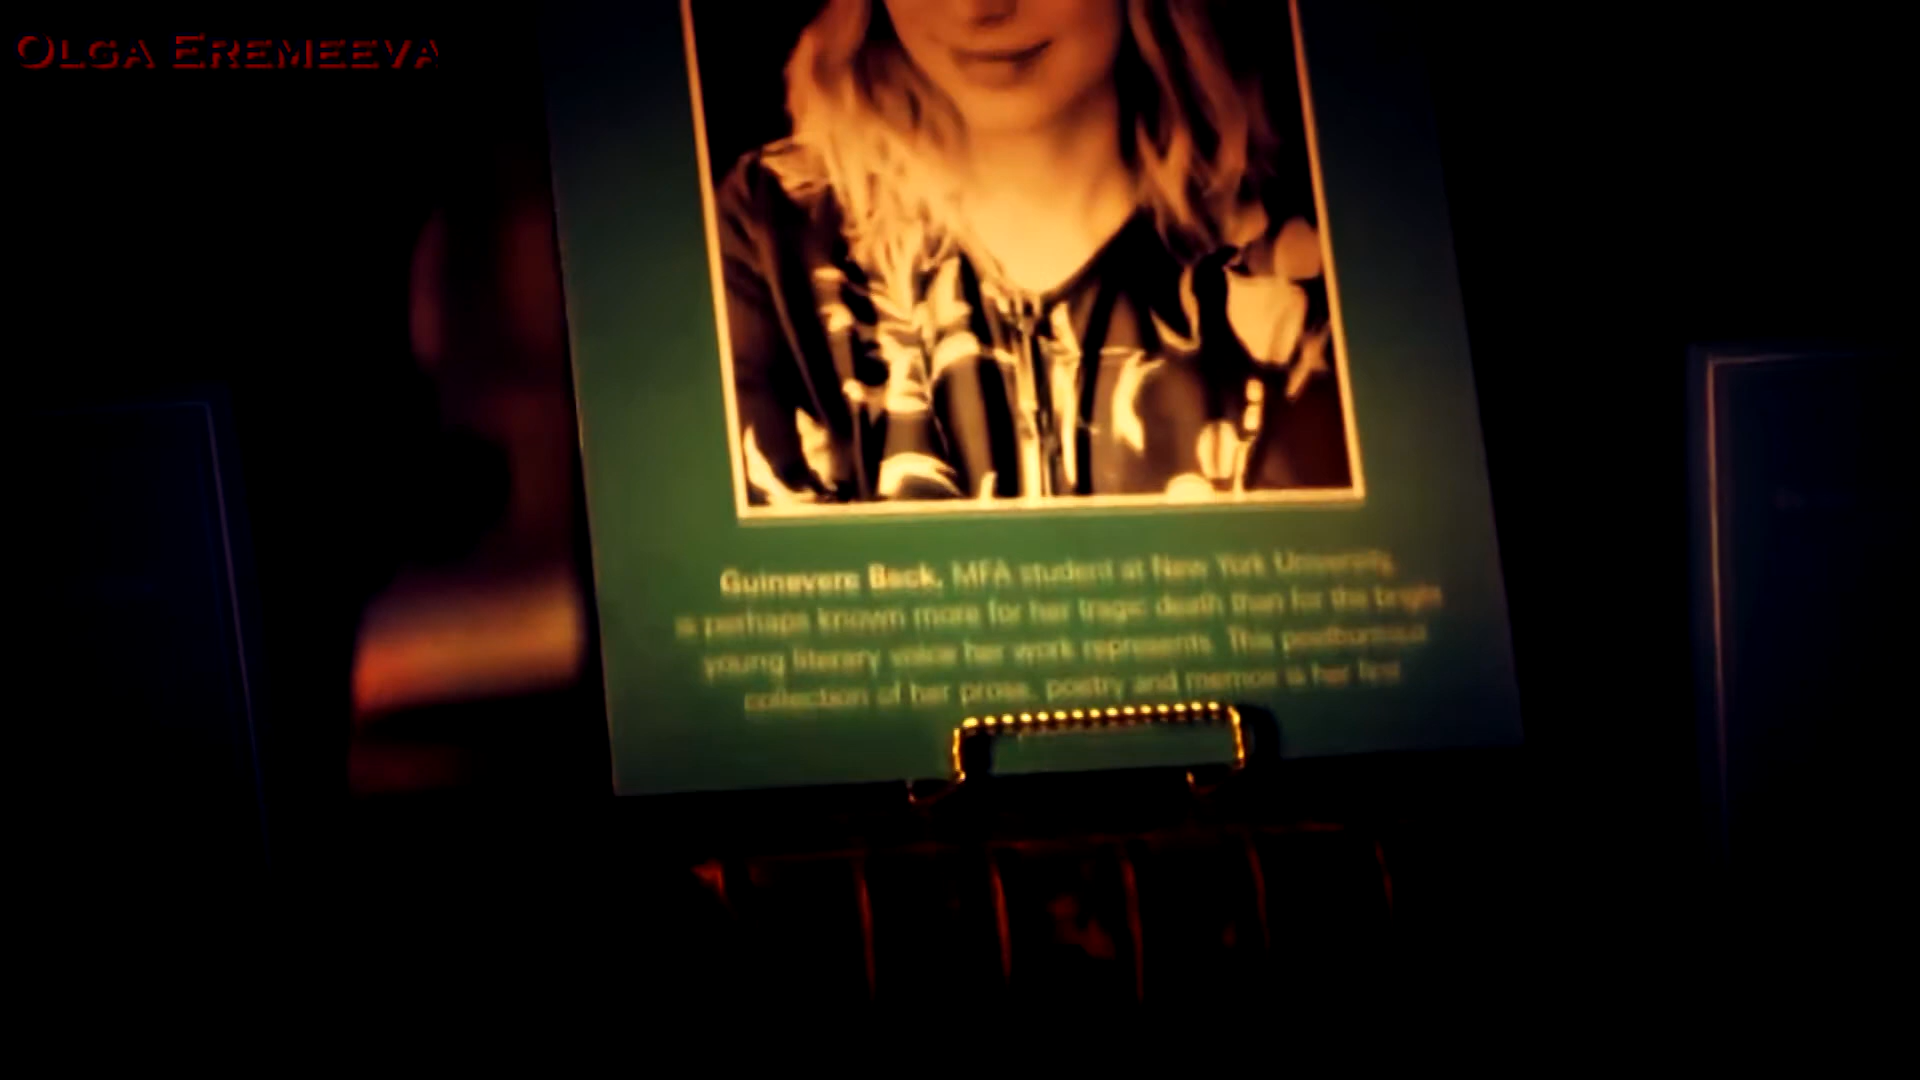 OLGA EREMEEVA
Guinevere Beck, MFA student at New York University,
is perhaps known more for her tragic death than for the bright
young literary voice her work represents. This posthumous
collection of her prose, poetry and memoir is her first